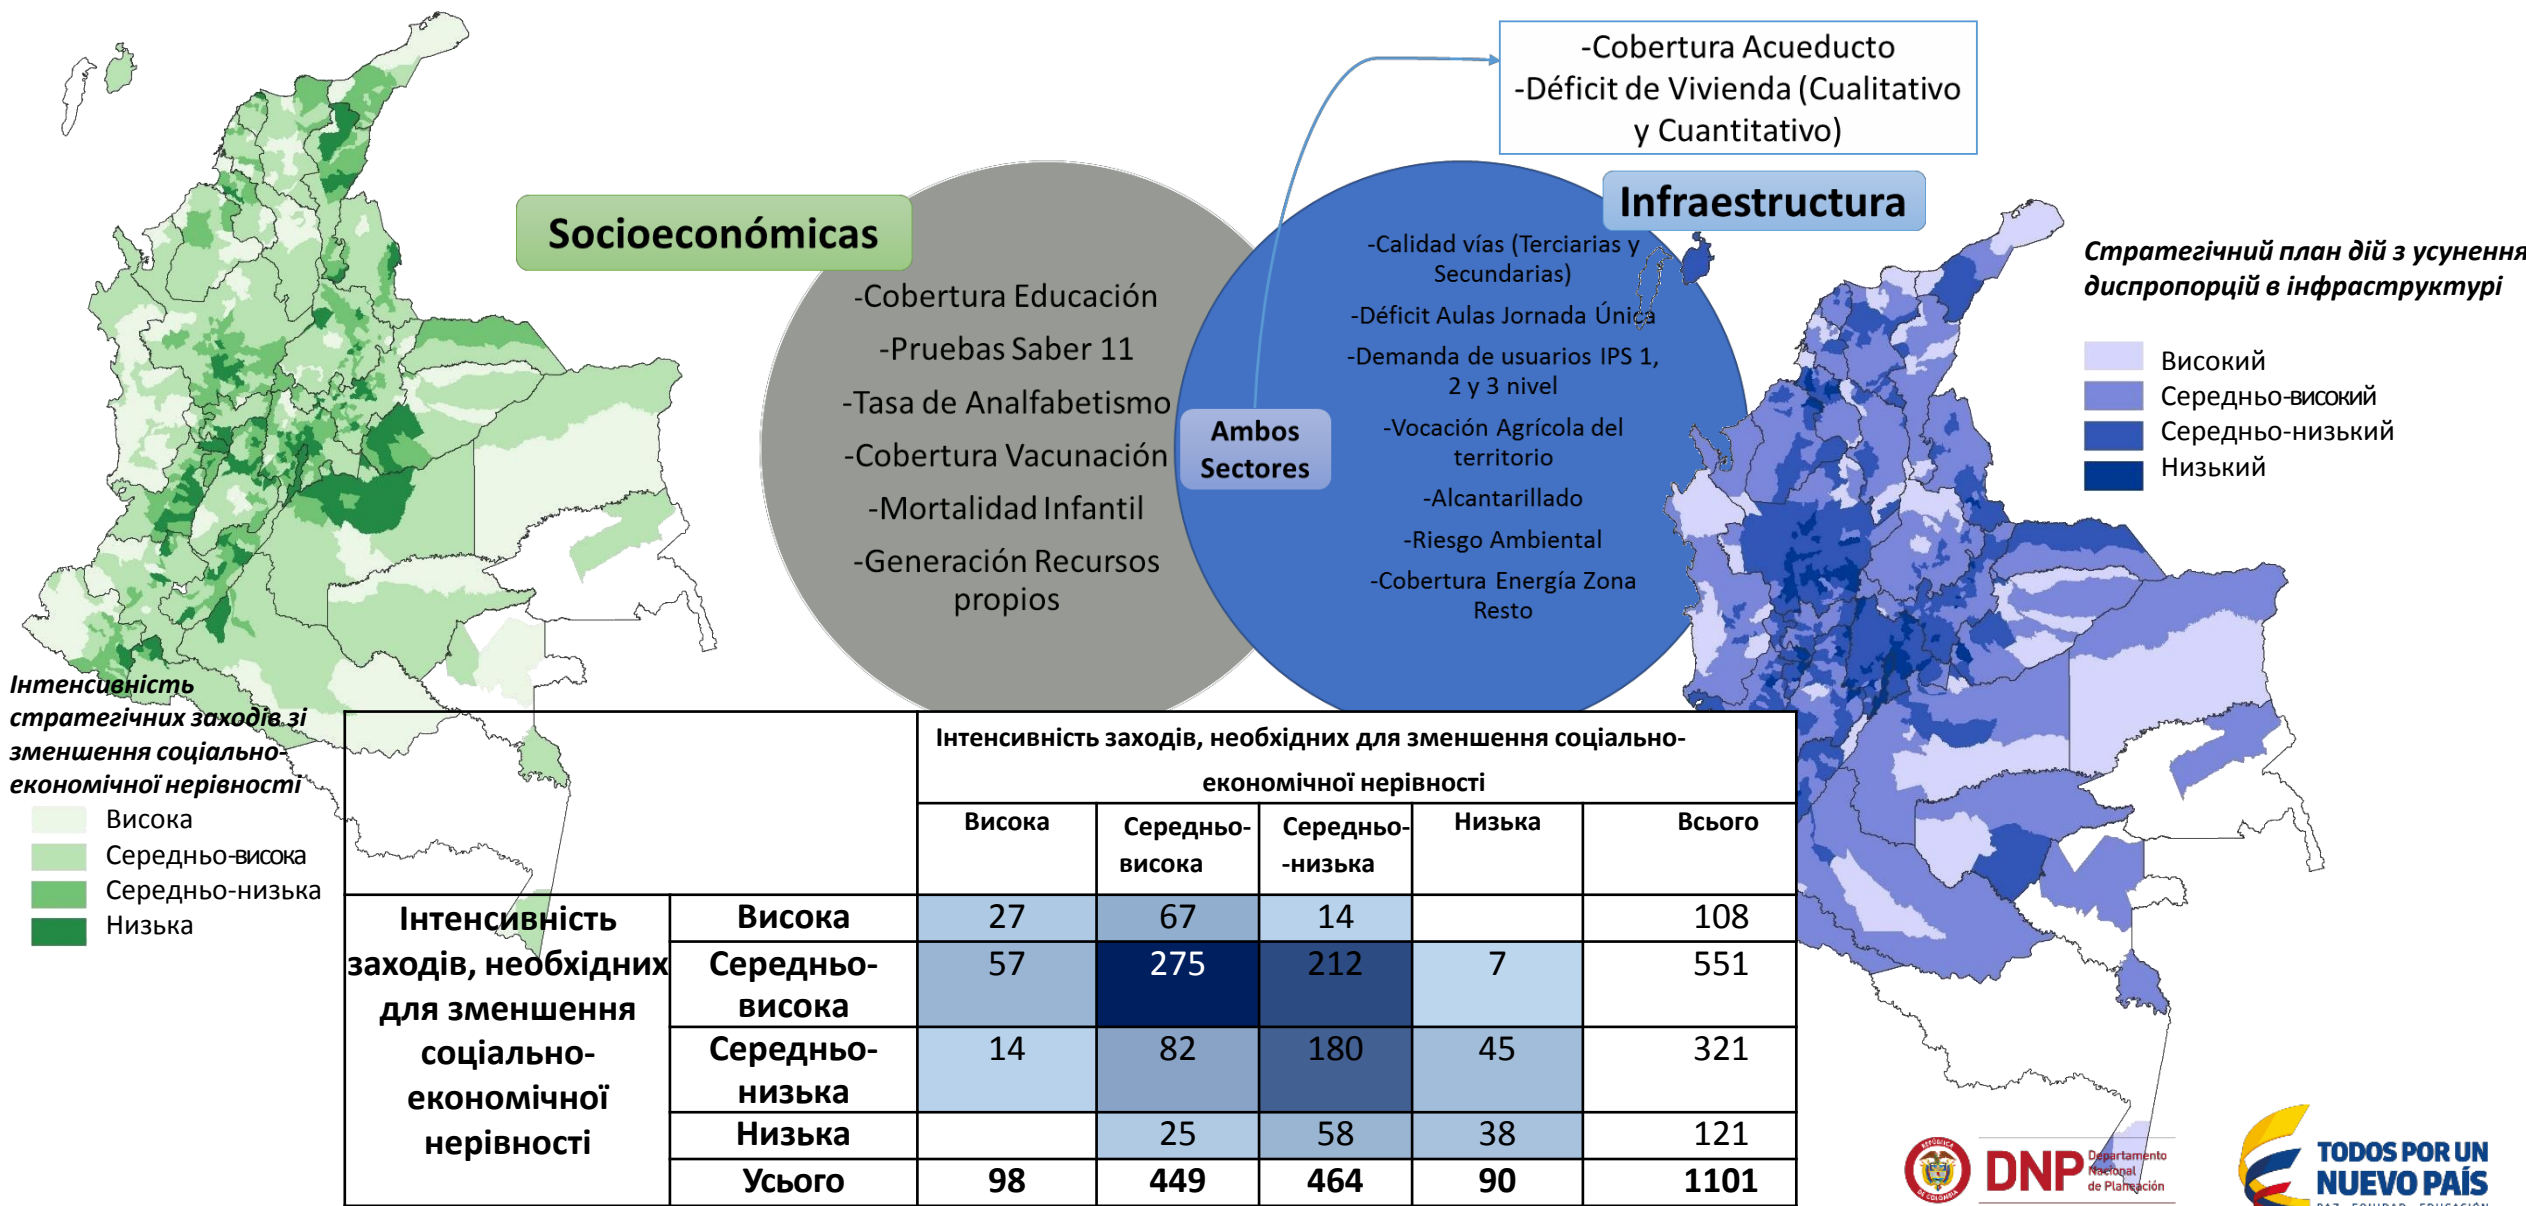 -Cobertura Acueducto
-Déficit de Vivienda (Cualitativo
y Cuantitativo)
Socioeconómicas
Infraestructura
-Cobertura Educación
-Pruebas Saber 11
-Tasa de Analfabetismo
-Cobertura Vacunación
-Mortalidad Infantil
-Generación Recursos
propios
Ambos
Sectores
-Calidad vías (Terciarias y
Secundarias)
-Déficit Aulas Jornada Única
-Demanda de usuarios IPS 1,
2 y 3 nivel
-Vocación Agrícola del
territorio
-Alcantarillado
-Riesgo Ambiental
-Cobertura Energía Zona
Resto
Стратегічний план дій з усунення
диспропорцій в інфраструктурі
Високий
Середньо-високий
Середньо-низький
Низький
Інтенсивність
стратегічних заходів зі
зменшення соціально-
економічної нерівності
Висока
Середньо-висока
Середньо-низька
Низька
Інтенсивність заходів, необхідних для зменшення соціально-
економічної нерівності
Висока
Середньо-
висока
Середньо-
-низька
Низька
Всього
Інтенсивність
заходів, необхідних
для зменшення
соціально-
економічної
нерівності
Висока 27 67 14 108
Середньо-
висока 57 275 212 7 551
Середньо-
низька 14 82 180 45 321
Низька 25 58 38 121
Усього 98 449 464 90 1101
REPÚBLICA
DE COLOMBIA
DNP
Departamento
Nacional
de Planeación
TODOS POR UN
NUEVO PAÍS
PAZ EQUIDAD EDUCACIÓN